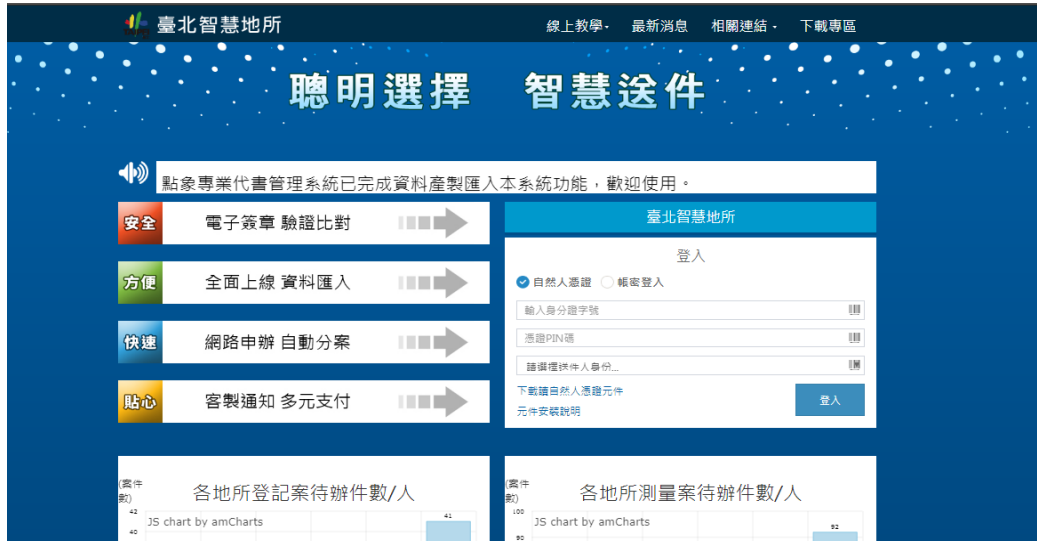 臺北智慧地所
線上教學 最新消息 相關連結 下載專區
聰明選擇 智慧送件
點象專業代書管理系統已完成資料產製匯入本系統功能，歡迎使用。
安全 電子簽章 驗證比對
方便 全面上線 資料匯入
快速 網路申辦 自動分案
貼心 客製通知 多元支付
臺北智慧地所
登入
自然人憑證 帳密登入
輸入身分證字號
憑證PIN碼
請選擇送件人身份...
下載讀自然人憑證元件
元件安裝說明
登入
(案件數)
各地所登記案待辦件數/人
42
JS chart by amCharts
41
40
(案件數)
各地所測量案待辦件數/人
100
JS chart by amCharts
92
90